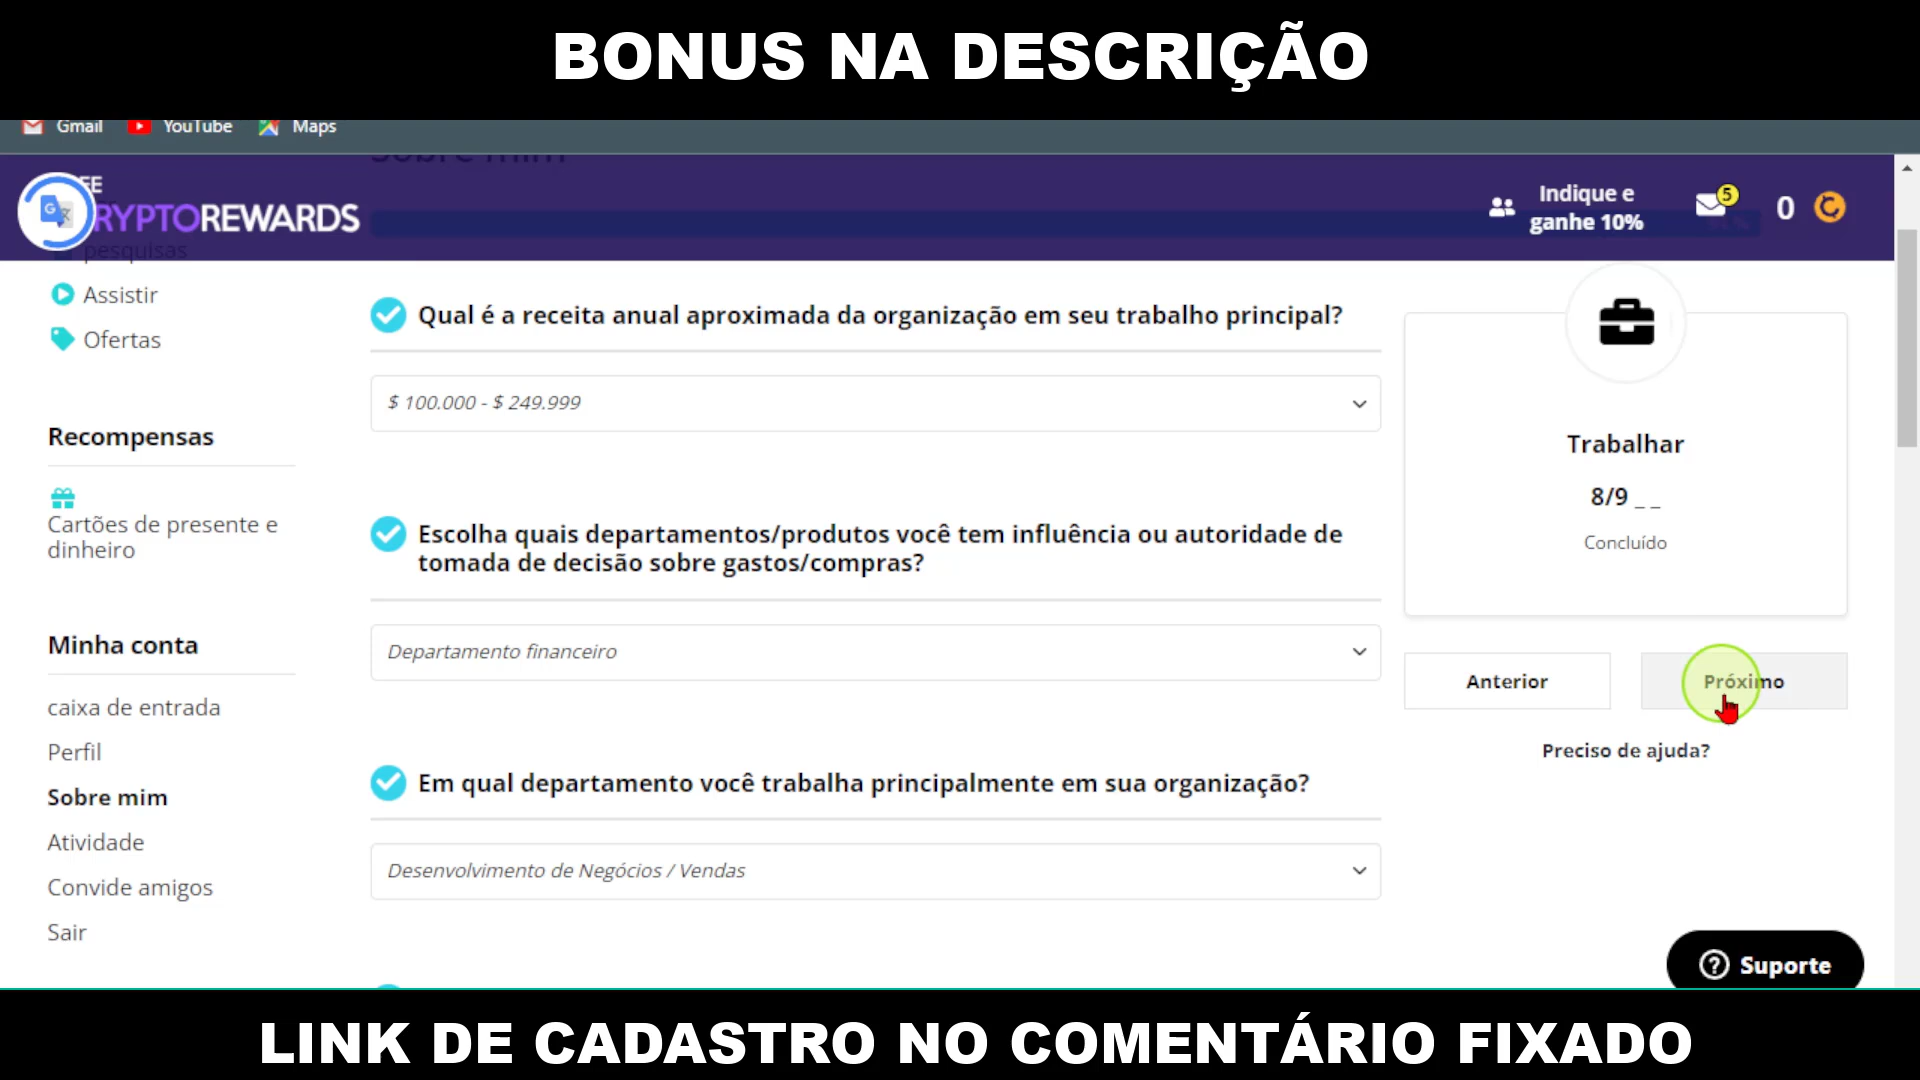 BONUS NA DESCRIÇÃO
Gmail YouTube Maps
Sobre mim
RYPTOREWARDS
Indique e
ganhe 10%
5
0
pesquisas
Assistir
Ofertas
Recompensas
Cartões de presente e
dinheiro
Minha conta
caixa de entrada
Perfil
Sobre mim
Atividade
Convide amigos
Sair
Qual é a receita anual aproximada da organização em seu trabalho principal?
$ 100.000 - $ 249.999
Escolha quais departamentos/produtos você tem influência ou autoridade de
tomada de decisão sobre gastos/compras?
Departamento financeiro
Em qual departamento você trabalha principalmente em sua organização?
Desenvolvimento de Negócios / Vendas
Trabalhar
8/9 _ _
Concluído
Anterior
Próximo
Preciso de ajuda?
Suporte
LINK DE CADASTRO NO COMENTÁRIO FIXADO